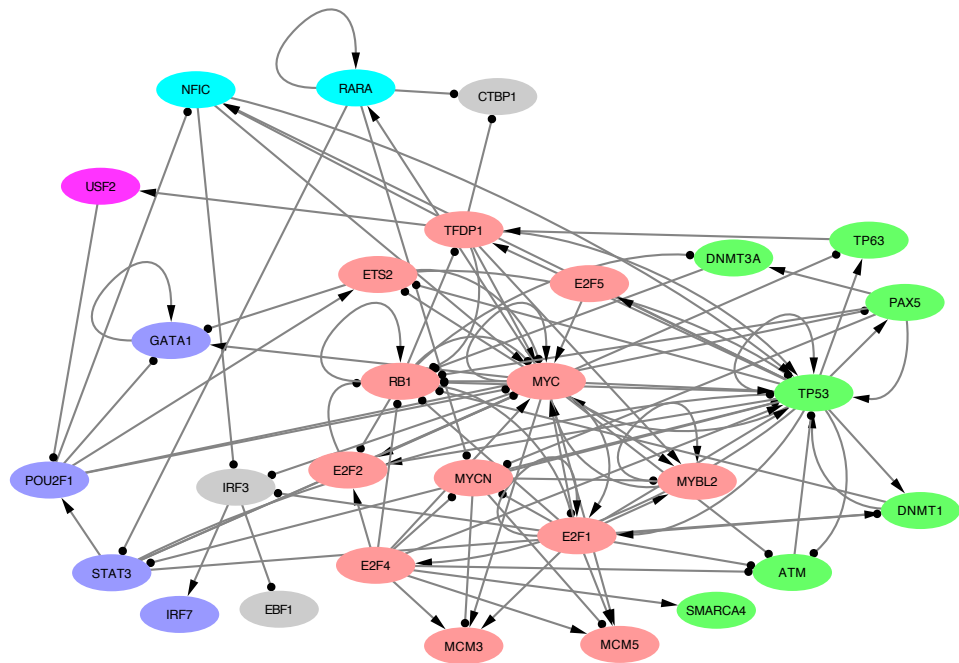 RARA
NFIC
CTBP1
USF2
TFDP1
TP63
DNMT3A
ETS2
E2F5
PAX5
GATA1
RB1
MYC
TP53
E2F2
POU2F1
IRF3
MYCN
MYBL2
DNMT1
E2F1
E2F4
STAT3
ATM
IRF7
EBF1
SMARCA4
MCM3
MCM5